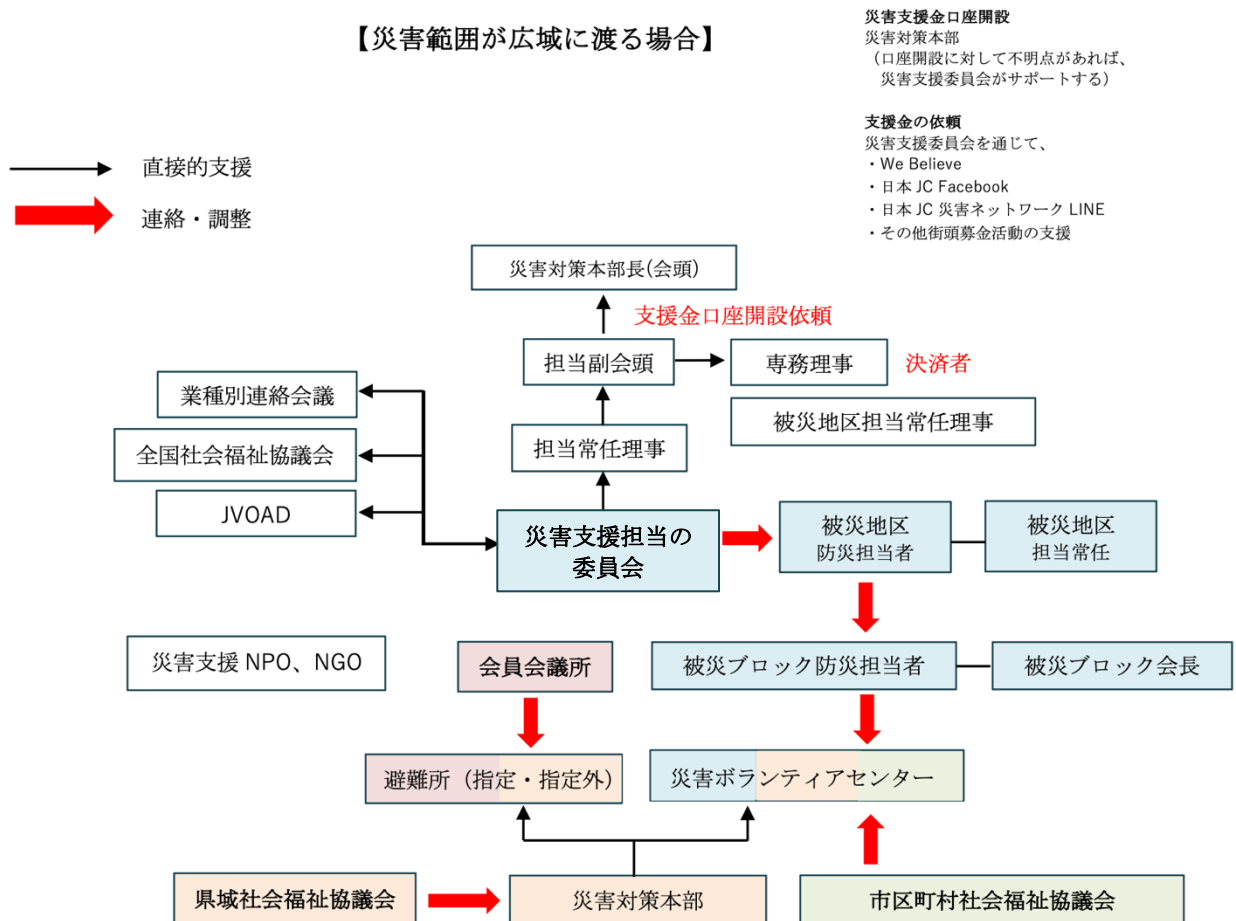 【災害範囲が広域に渡る場合】
災害支援金口座開設
災害対策本部
（口座開設に対して不明点があれば、
災害支援委員会がサポートする）
支援金の依頼
災害支援委員会を通じて、
・We Believe
・日本 JC Facebook
・日本 JC 災害ネットワーク LINE
・その他街頭募金活動の支援
直接的支援
連絡・調整
災害対策本部長(会頭)
支援金口座開設依頼
担当副会頭
専務理事
決済者
業種別連絡会議
被災地区担当常任理事
全国社会福祉協議会
担当常任理事
JVOAD
災害支援担当の
委員会
被災地区
防災担当者
被災地区
担当常任
災害支援 NPO、NGO
会員会議所
被災ブロック防災担当者
被災ブロック会長
避難所（指定・指定外）
災害ボランティアセンター
県域社会福祉協議会
災害対策本部
市区町村社会福祉協議会